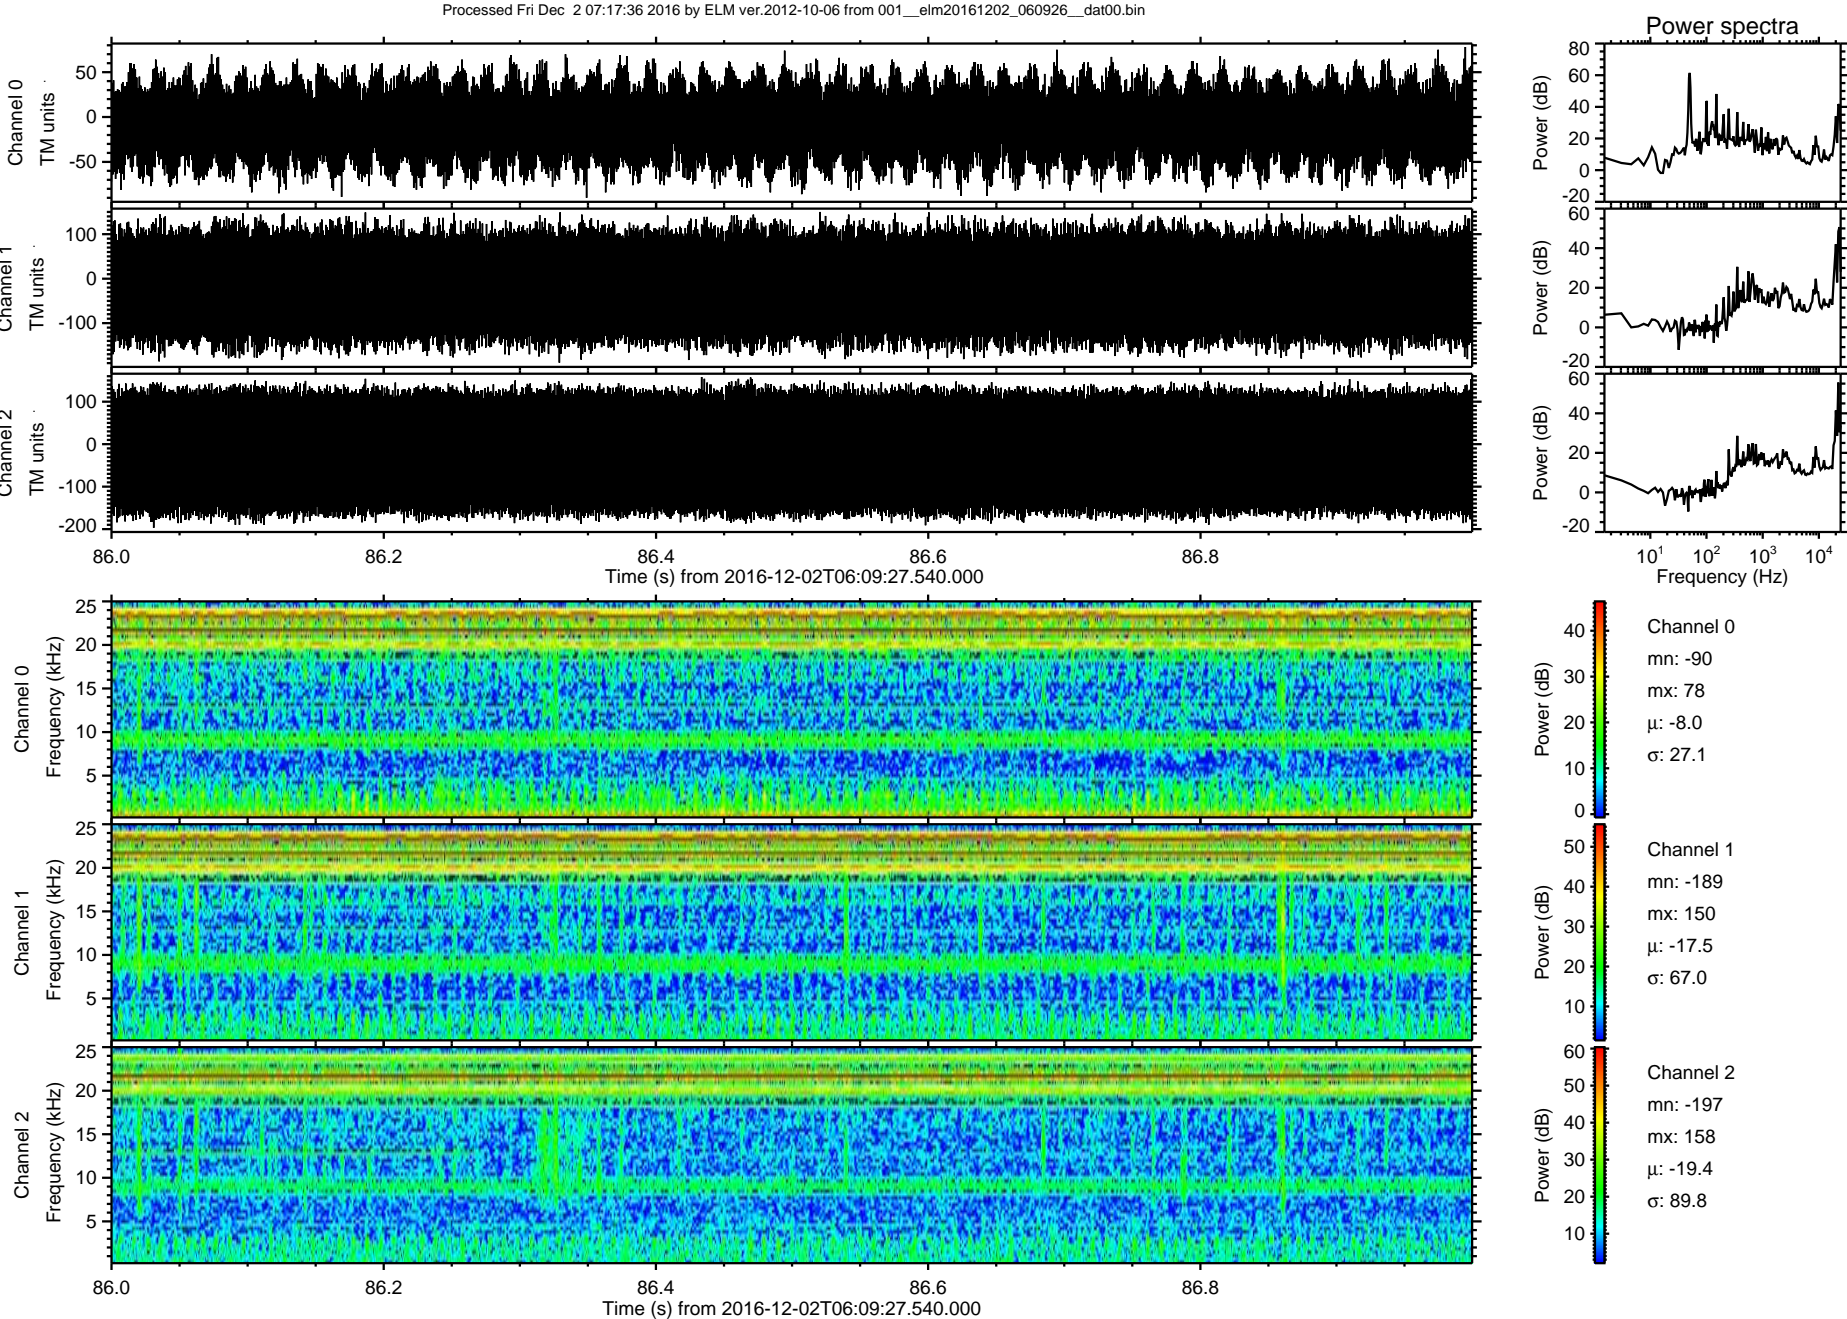 Processed Fri Dec  2 07:17:36 2016 by ELM ver.2012-10-06 from 001__elm20161202_060926__dat00.bin
Power spectra
Channel 0
TM units
50
0
-50
Power (dB)
80
60
40
20
0
-20
Channel 1
TM units
100
0
-100
Power (dB)
60
40
20
0
-20
Channel 2
TM units
100
0
-100
-200
Power (dB)
60
40
20
0
-20
86.0 86.2 86.4 86.6 86.8
Time (s) from 2016-12-02T06:09:27.540.000
10^1 10^2 10^3 10^4
Frequency (Hz)
Channel 0
Frequency (kHz)
25
20
15
10
5
Power (dB)
40
30
20
10
0
Channel 0
mn: -90
mx: 78
μ: -8.0
σ: 27.1
Channel 1
Frequency (kHz)
25
20
15
10
5
Power (dB)
50
40
30
20
10
Channel 1
mn: -189
mx: 150
μ: -17.5
σ: 67.0
Channel 2
Frequency (kHz)
25
20
15
10
5
Power (dB)
60
50
40
30
20
10
Channel 2
mn: -197
mx: 158
μ: -19.4
σ: 89.8
86.0 86.2 86.4 86.6 86.8
Time (s) from 2016-12-02T06:09:27.540.000